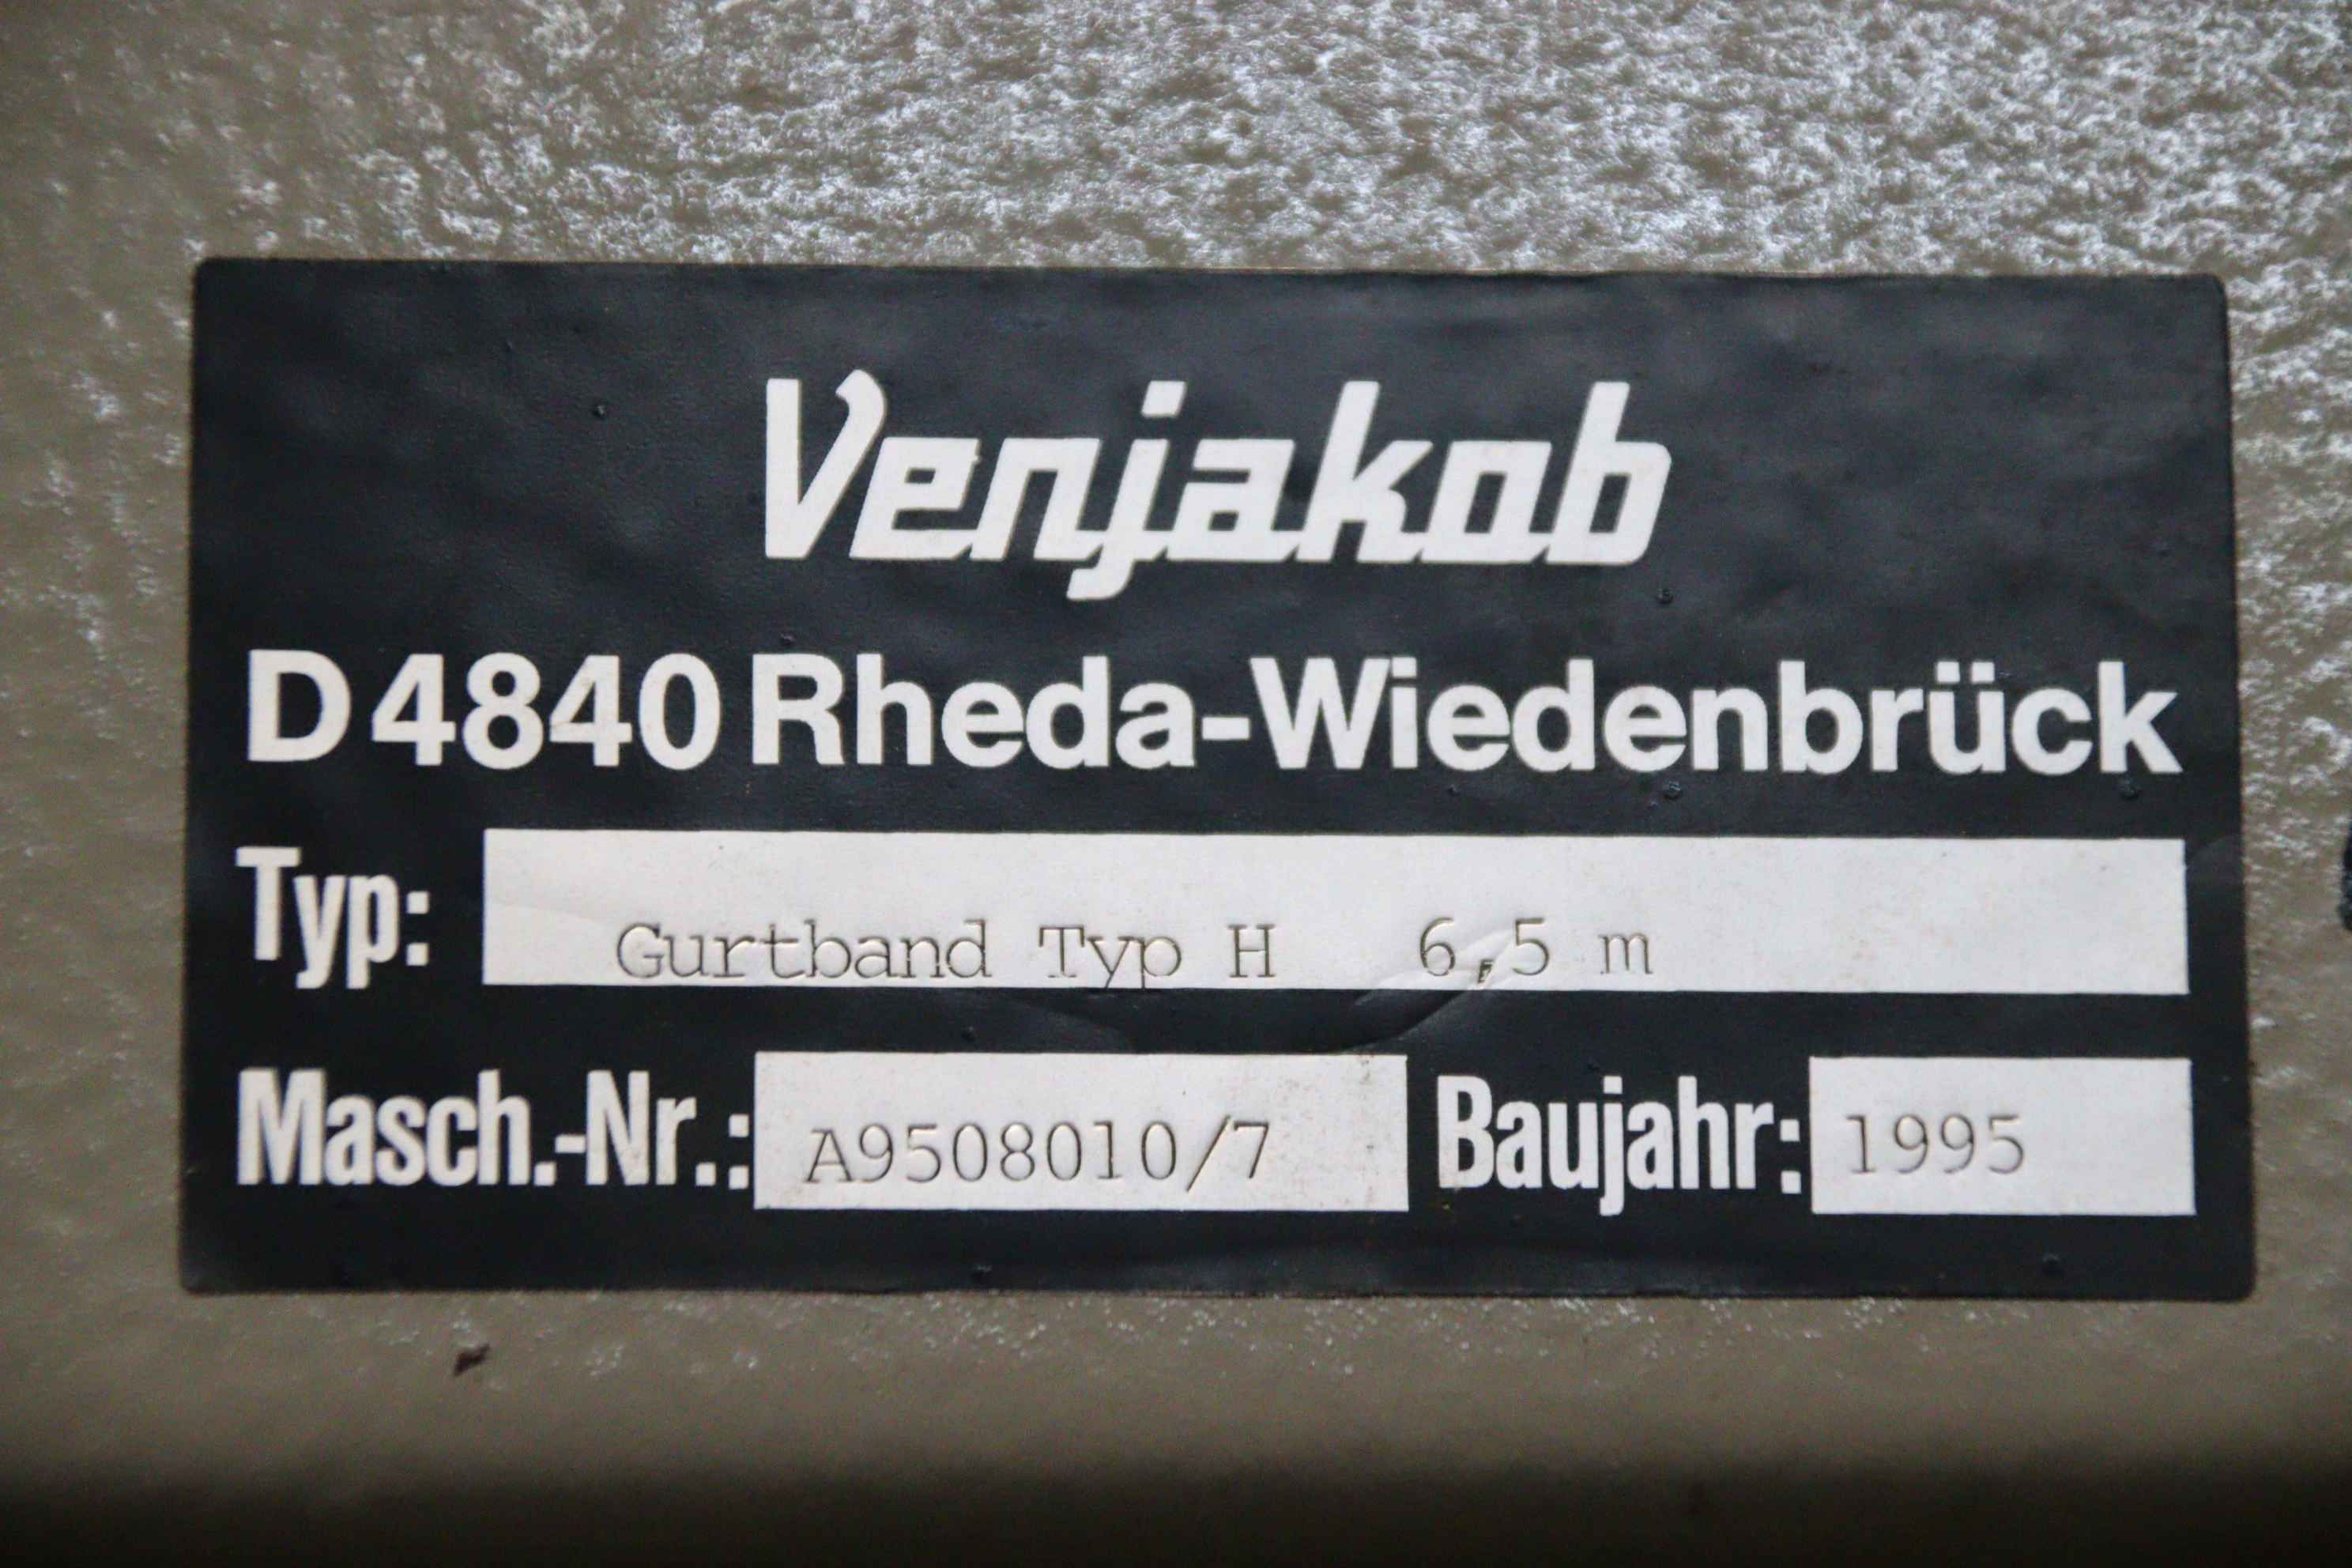 Venjakob
D 4840 Rheda-Wiedenbrück
Typ: Gurtband Typ H 6,5 m
Masch.-Nr.: A9508010/7 Baujahr: 1995